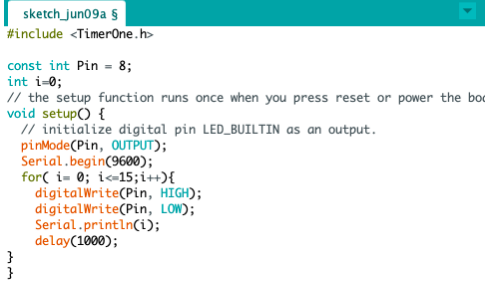 sketch_jun09a §
#include <TimerOne.h>
const int Pin = 8;
int i=0;
// the setup function runs once when you press reset or power the boa
void setup() {
// initialize digital pin LED_BUILTIN as an output.
pinMode(Pin, OUTPUT);
Serial.begin(9600);
for( i= 0; i<=15;i++){
digitalWrite(Pin, HIGH);
digitalWrite(Pin, LOW);
Serial.println(i);
delay(1000);
}
}